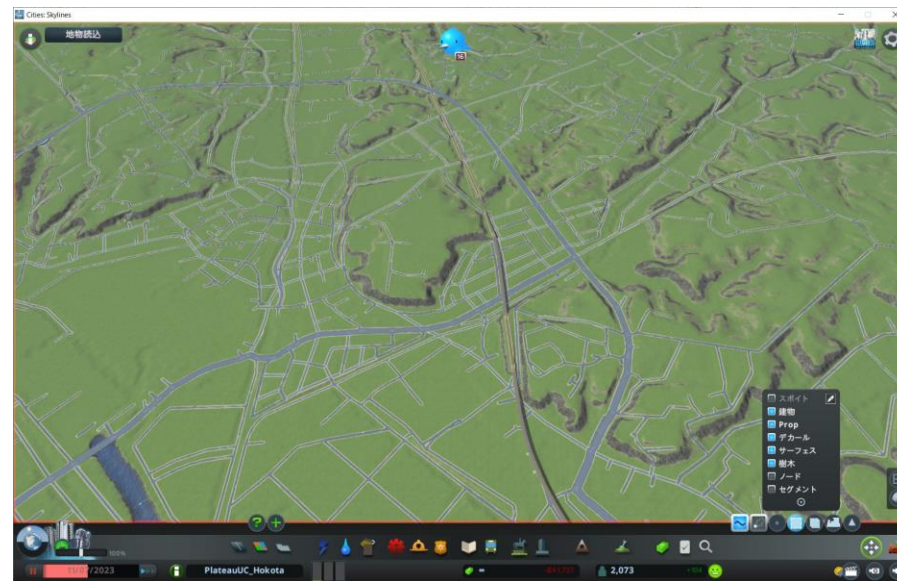 Cities: Skylines
地物読込
スポイト
建物
Prop
デカール
サーフェス
樹木
ノード
セグメント
100%
PlateauUC_Hokota
2,073